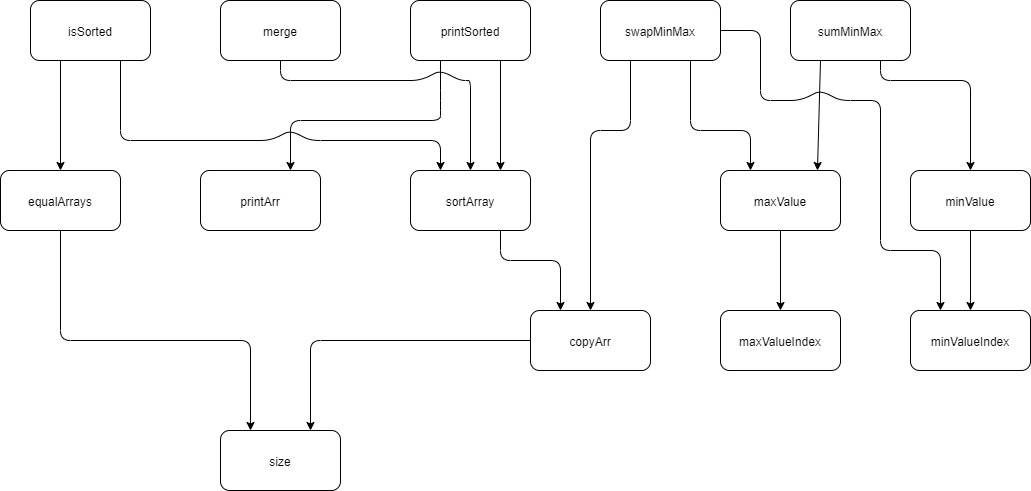 isSorted
merge
printSorted
swapMinMax
sumMinMax
equalArrays
printArr
sortArray
maxValue
minValue
copyArr
maxValueIndex
minValueIndex
size